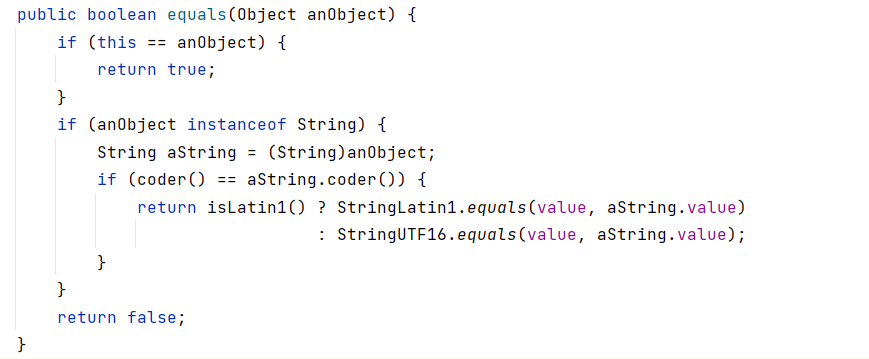 public boolean equals(Object anObject) {
    if (this == anObject) {
        return true;
    }
    if (anObject instanceof String) {
        String aString = (String)anObject;
        if (coder() == aString.coder()) {
            return isLatin1() ? StringLatin1.equals(value, aString.value)
                              : StringUTF16.equals(value, aString.value);
        }
    }
    return false;
}